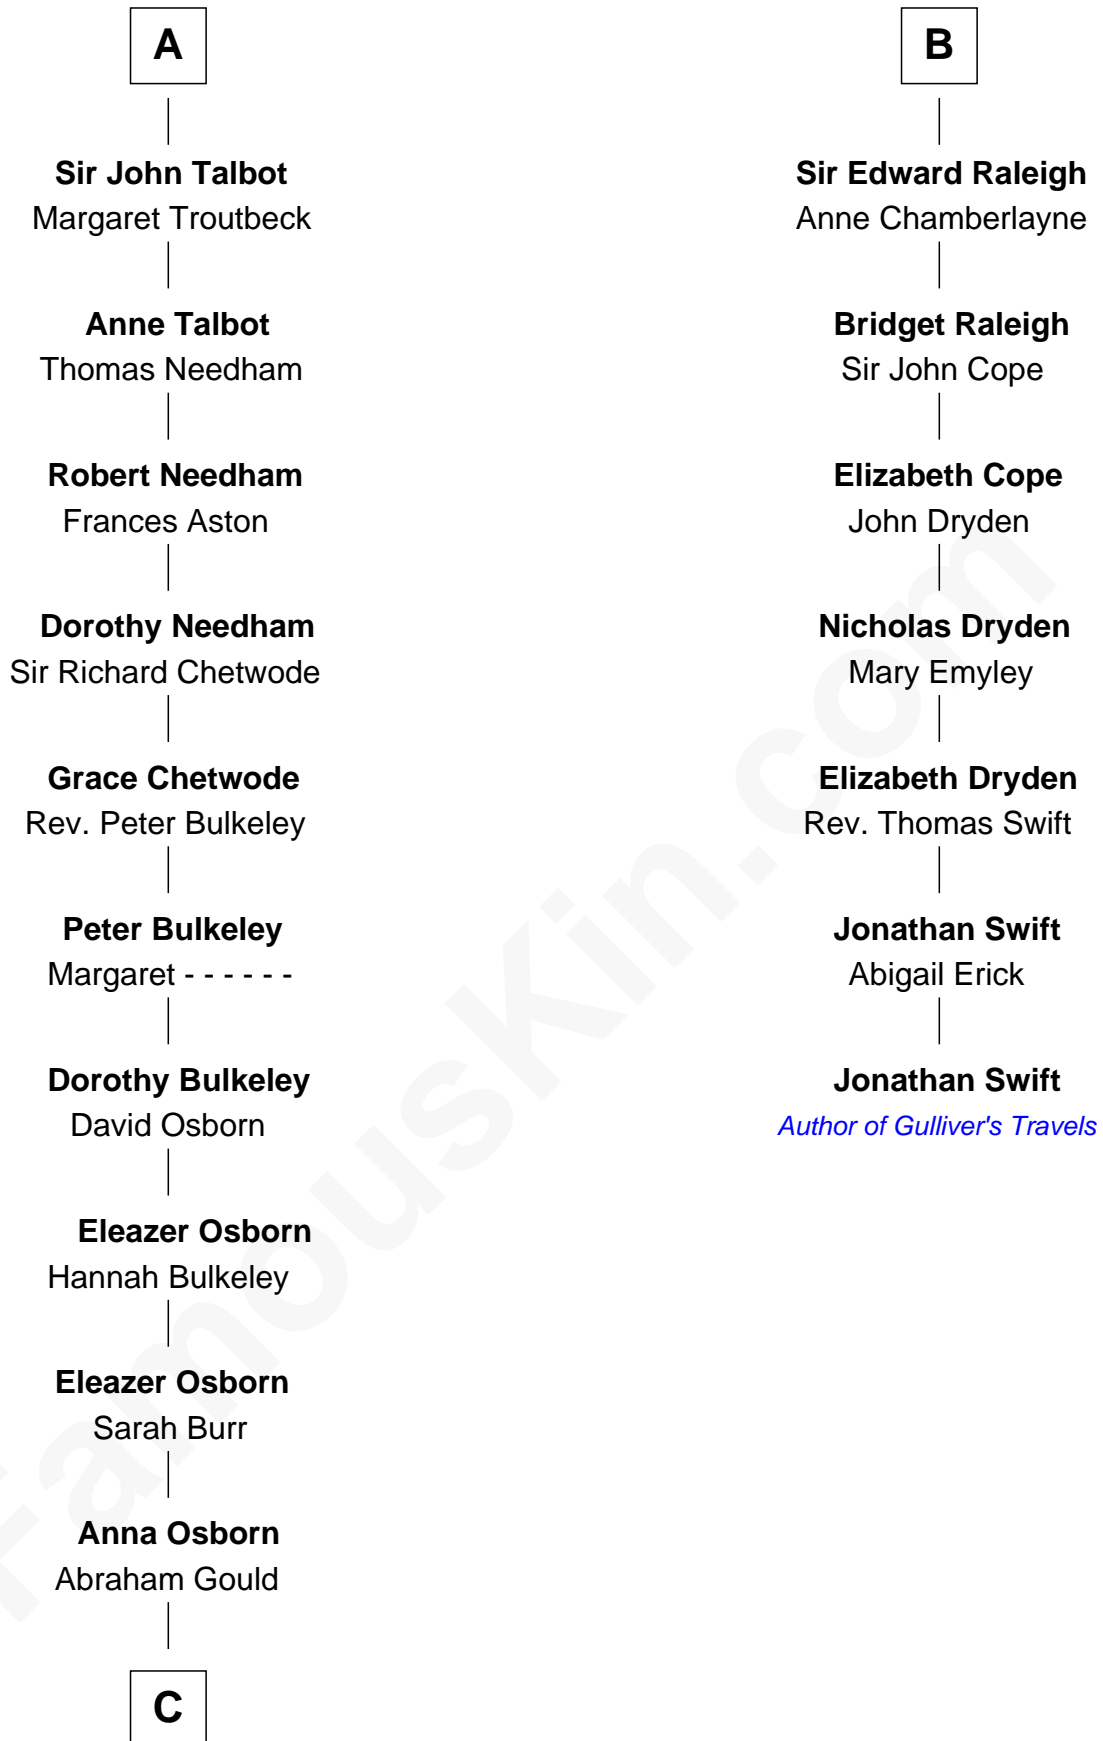 A
Sir John Talbot
Margaret Troutbeck
Anne Talbot
Thomas Needham
Robert Needham
Frances Aston
Dorothy Needham
Sir Richard Chetwode
Grace Chetwode
Rev. Peter Bulkeley
Peter Bulkeley
Margaret - - - - - -
Dorothy Bulkeley
David Osborn
Eleazer Osborn
Hannah Bulkeley
Eleazer Osborn
Sarah Burr
Anna Osborn
Abraham Gould
C
B
Sir Edward Raleigh
Anne Chamberlayne
Bridget Raleigh
Sir John Cope
Elizabeth Cope
John Dryden
Nicholas Dryden
Mary Emyley
Elizabeth Dryden
Rev. Thomas Swift
Jonathan Swift
Abigail Erick
Jonathan Swift
Author of Gulliver's Travels
FamousKin.com